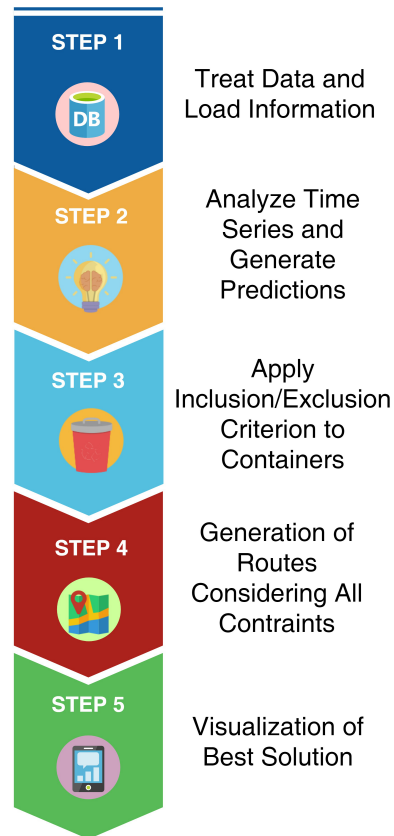 STEP 1
DB
Treat Data and
Load Information
STEP 2
Analyze Time
Series and
Generate
Predictions
STEP 3
Apply
Inclusion/Exclusion
Criterion to
Containers
STEP 4
Generation of
Routes
Considering All
Contraints
STEP 5
Visualization of
Best Solution